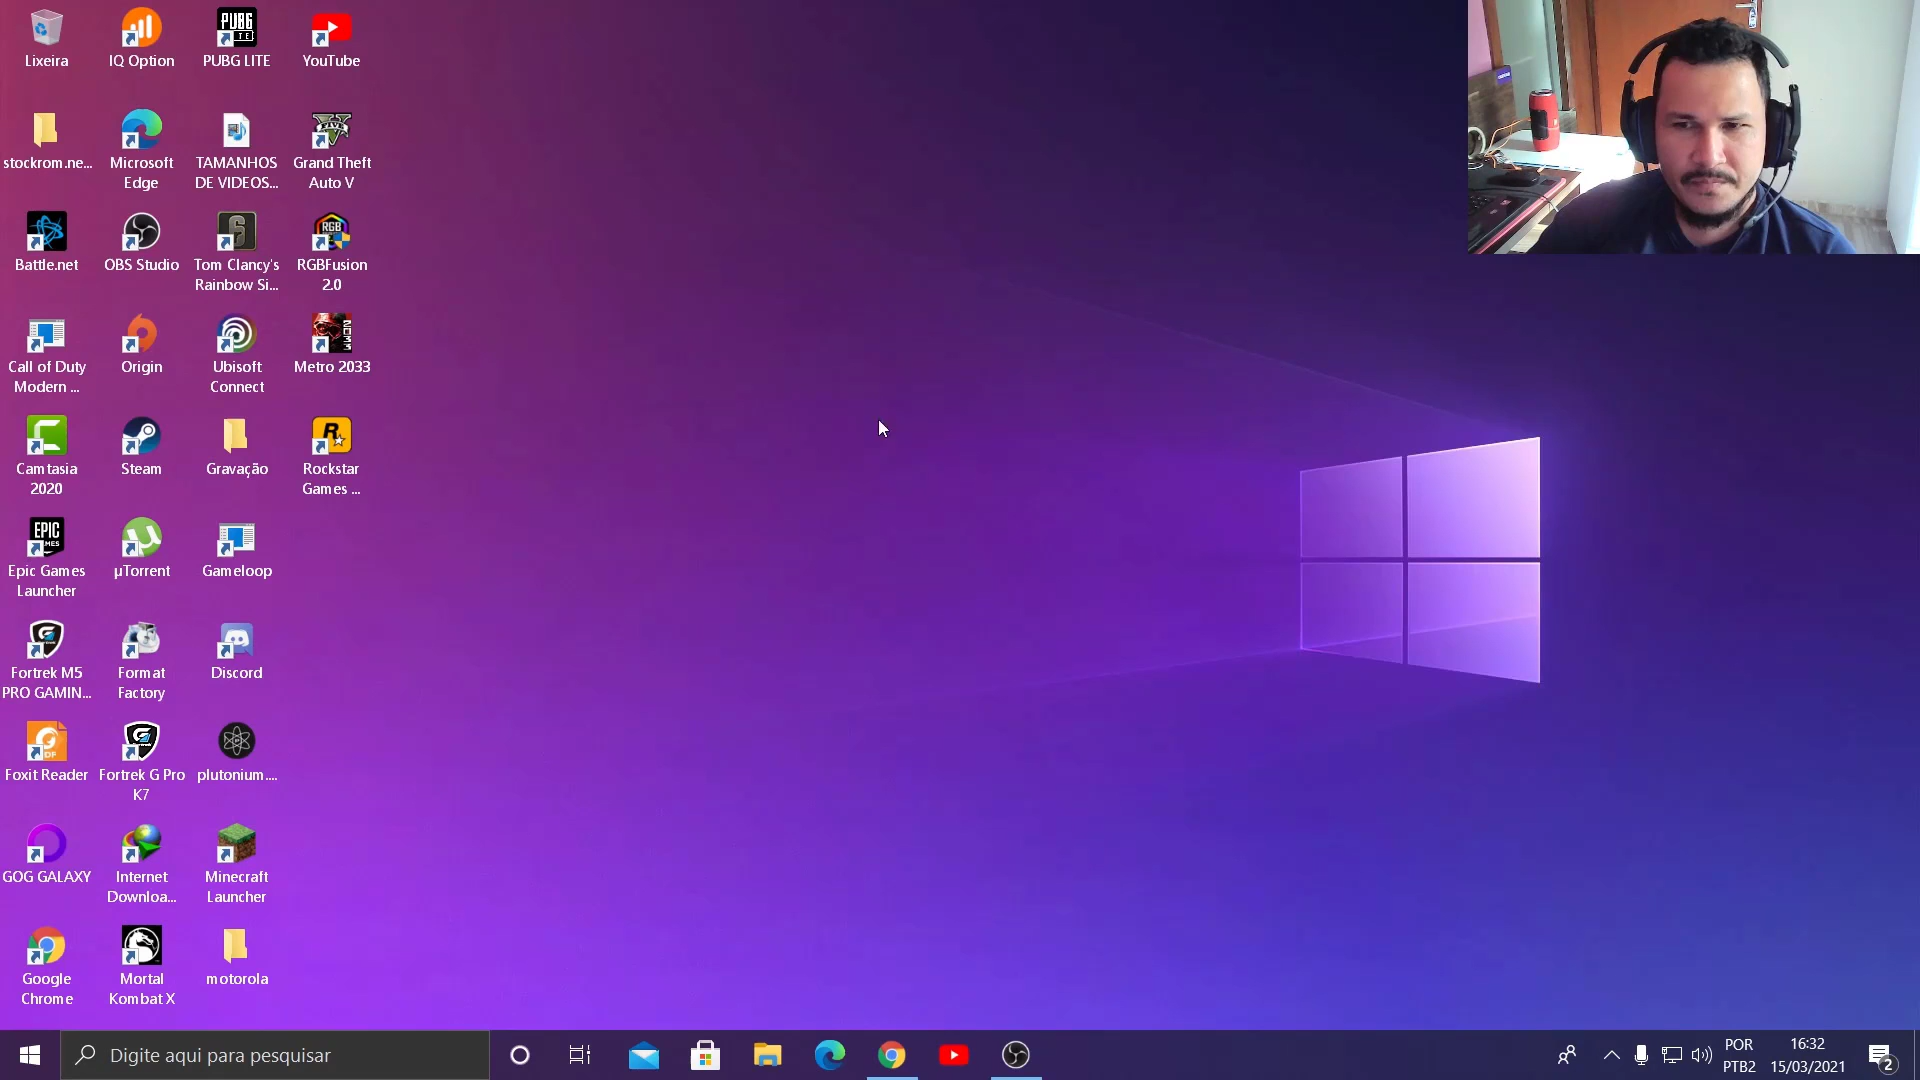 Lixeira
IQ Option
PUBG LITE
YouTube
stockrom.ne...
Microsoft
Edge
TAMANHOS
DE VIDEOS...
Grand Theft
Auto V
Battle.net
OBS Studio
Tom Clancy's
Rainbow Si...
RGBFusion
2.0
Call of Duty
Modern ...
Origin
Ubisoft
Connect
Metro 2033
Camtasia
2020
Steam
Gravação
Rockstar
Games ...
Epic Games
Launcher
µTorrent
Gameloop
Fortrek M5
PRO GAMIN...
Format
Factory
Discord
Foxit Reader
Fortrek G Pro
K7
plutonium....
GOG GALAXY
Internet
Downloa...
Minecraft
Launcher
Google
Chrome
Mortal
Kombat X
motorola
Digite aqui para pesquisar
POR
PTB2
16:32
15/03/2021
2